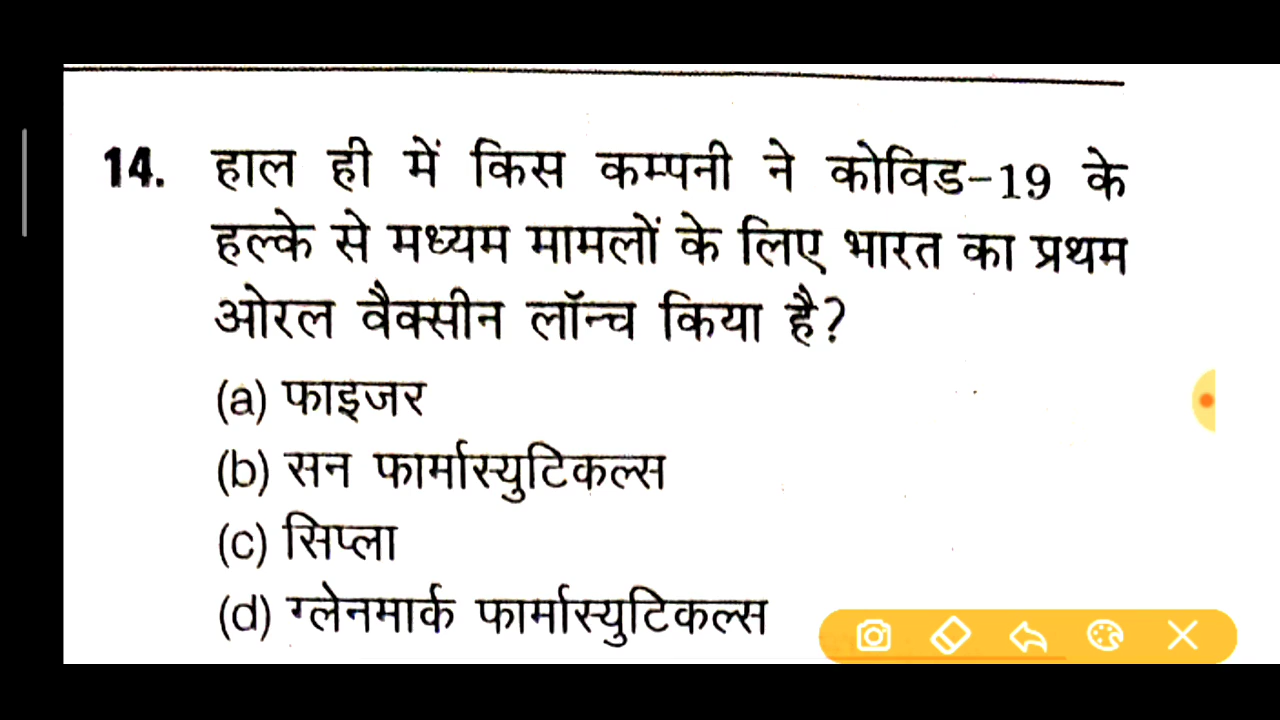 14. हाल ही में किस कम्पनी ने कोविड-19 के
हल्के से मध्यम मामलों के लिए भारत का प्रथम
ओरल वैक्सीन लॉन्च किया है?
(a) फाइजर
(b) सन फार्मास्युटिकल्स
(c) सिप्ला
(d) ग्लेनमार्क फार्मास्युटिकल्स